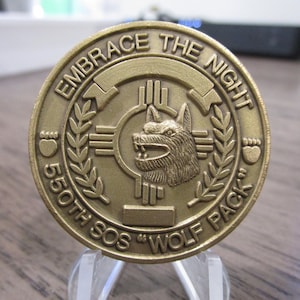 EMBRACE THE NIGHT
550TH SOS "WOLF PACK"